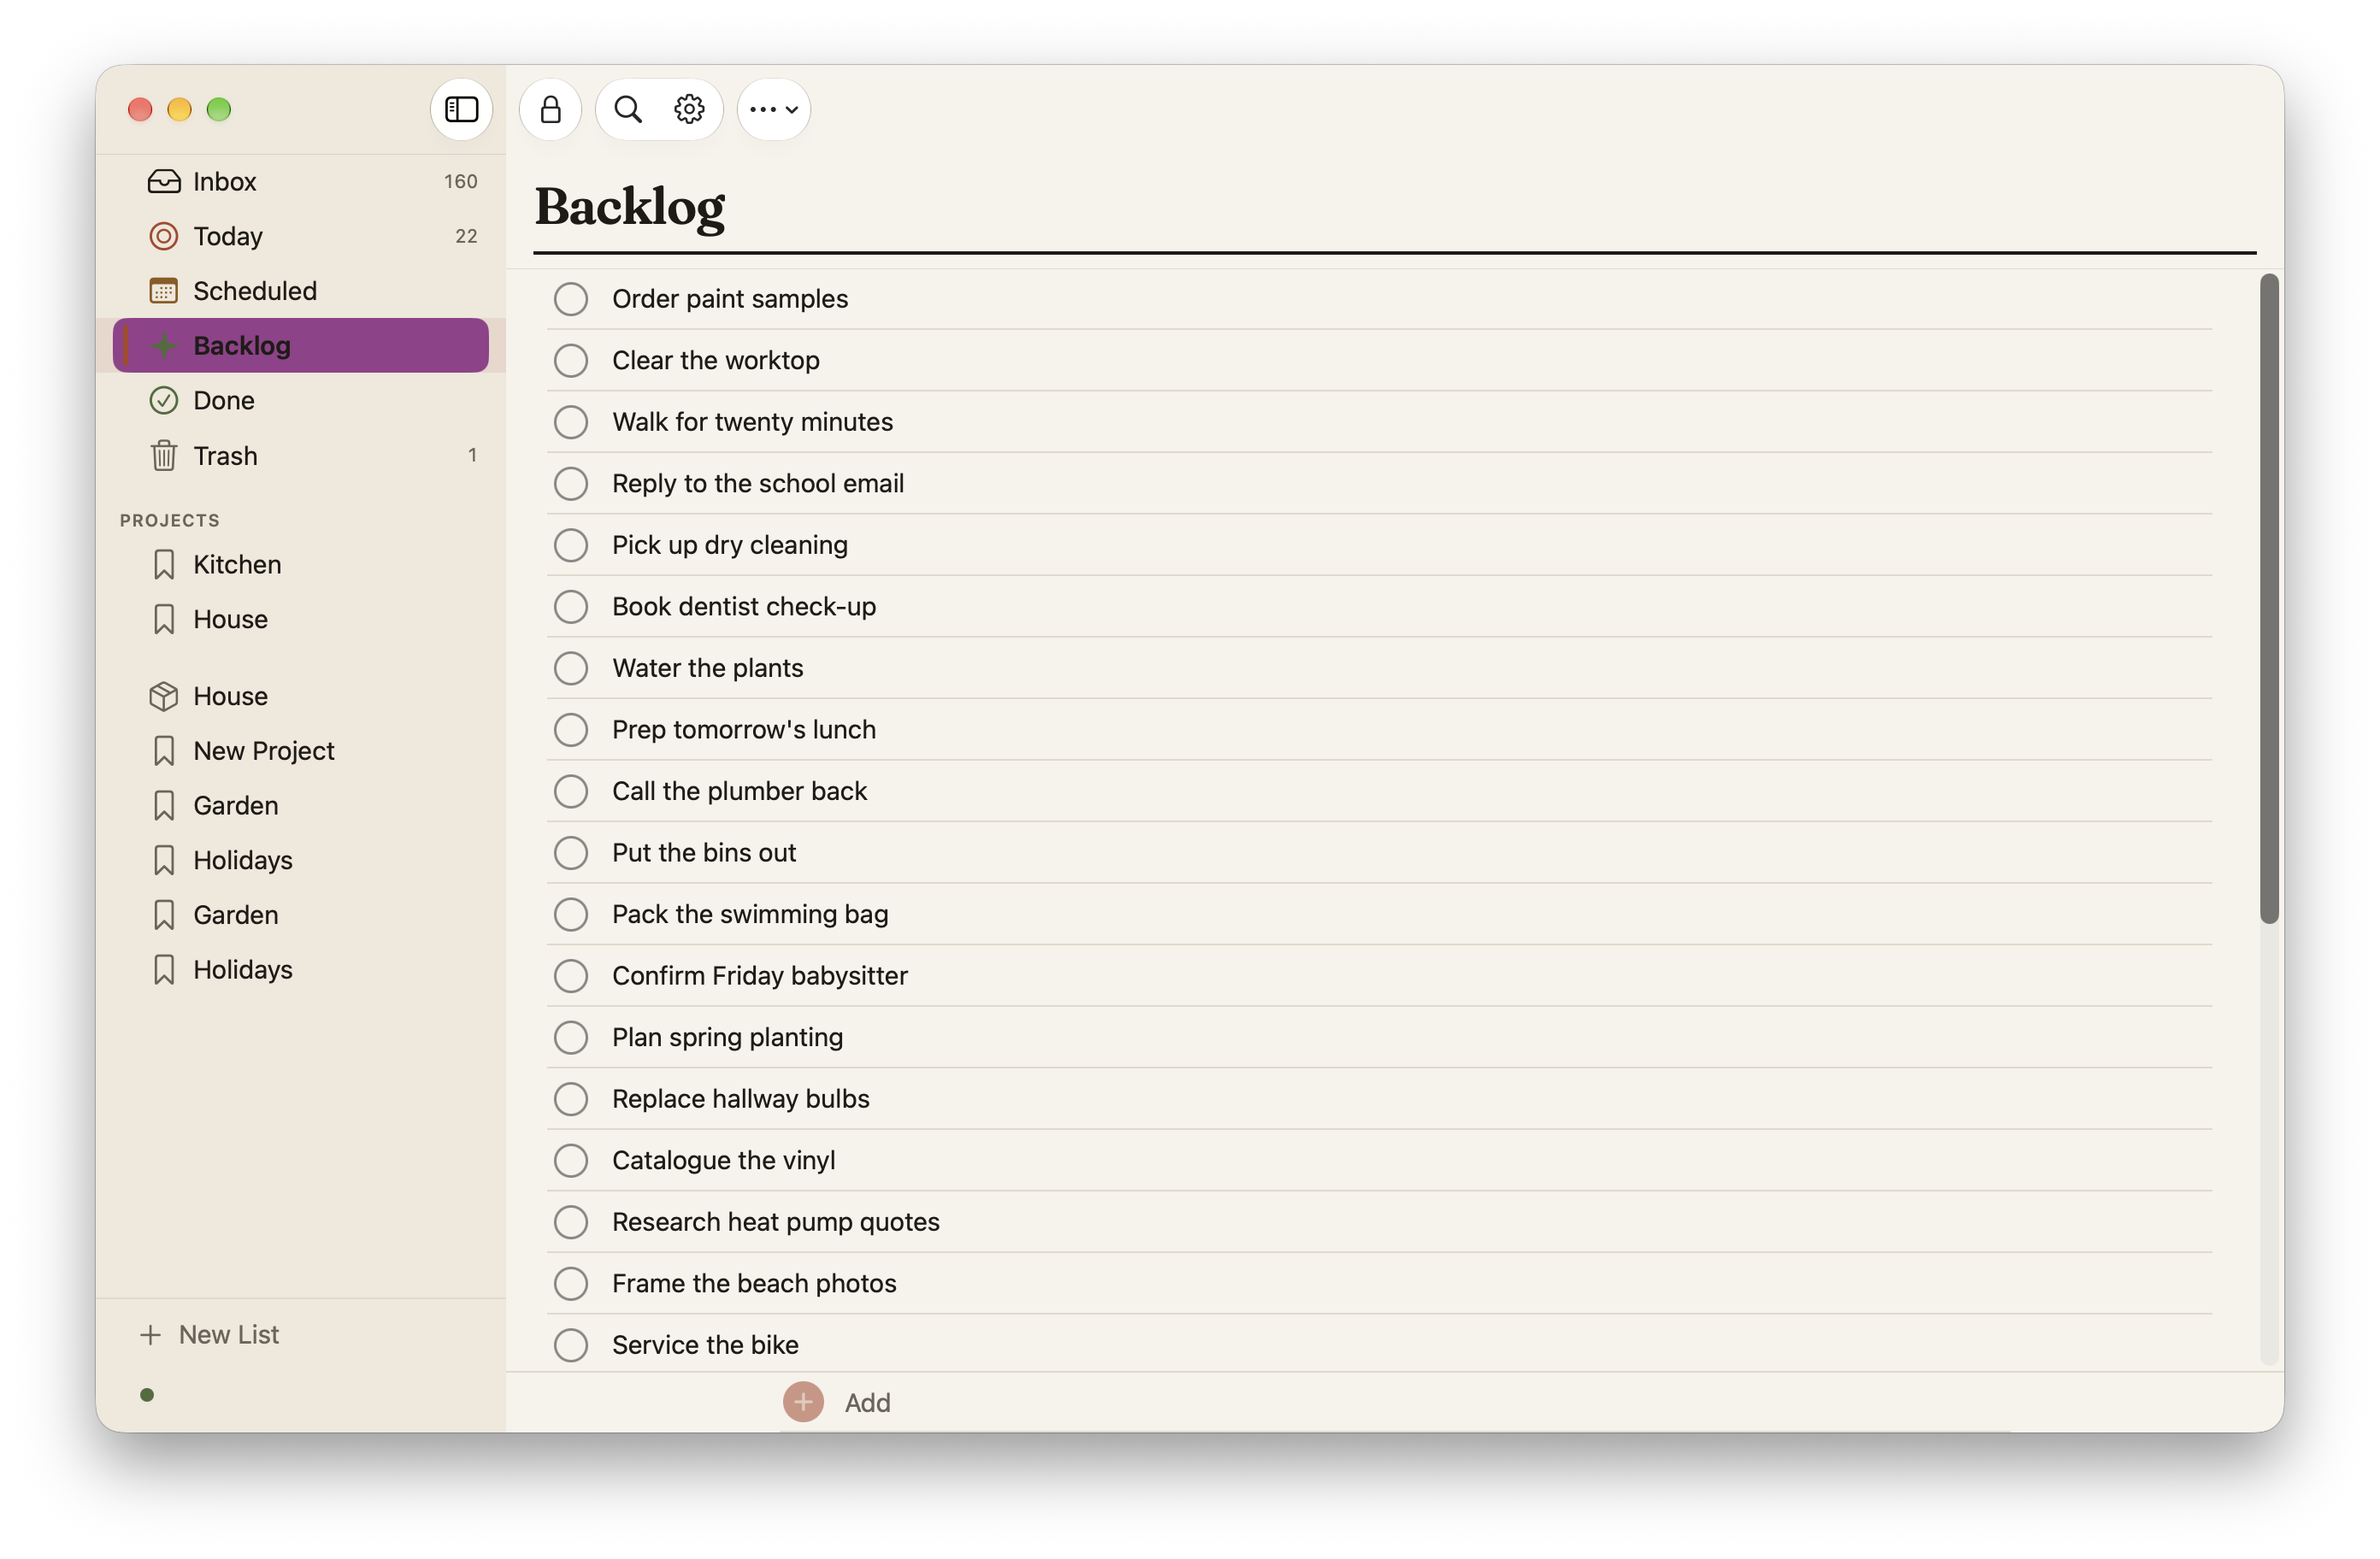 Inbox 160
Today 22
Scheduled
Backlog
Done
Trash 1
PROJECTS
Kitchen
House
House
New Project
Garden
Holidays
Garden
Holidays
New List
Backlog
Order paint samples
Clear the worktop
Walk for twenty minutes
Reply to the school email
Pick up dry cleaning
Book dentist check-up
Water the plants
Prep tomorrow's lunch
Call the plumber back
Put the bins out
Pack the swimming bag
Confirm Friday babysitter
Plan spring planting
Replace hallway bulbs
Catalogue the vinyl
Research heat pump quotes
Frame the beach photos
Service the bike
Add